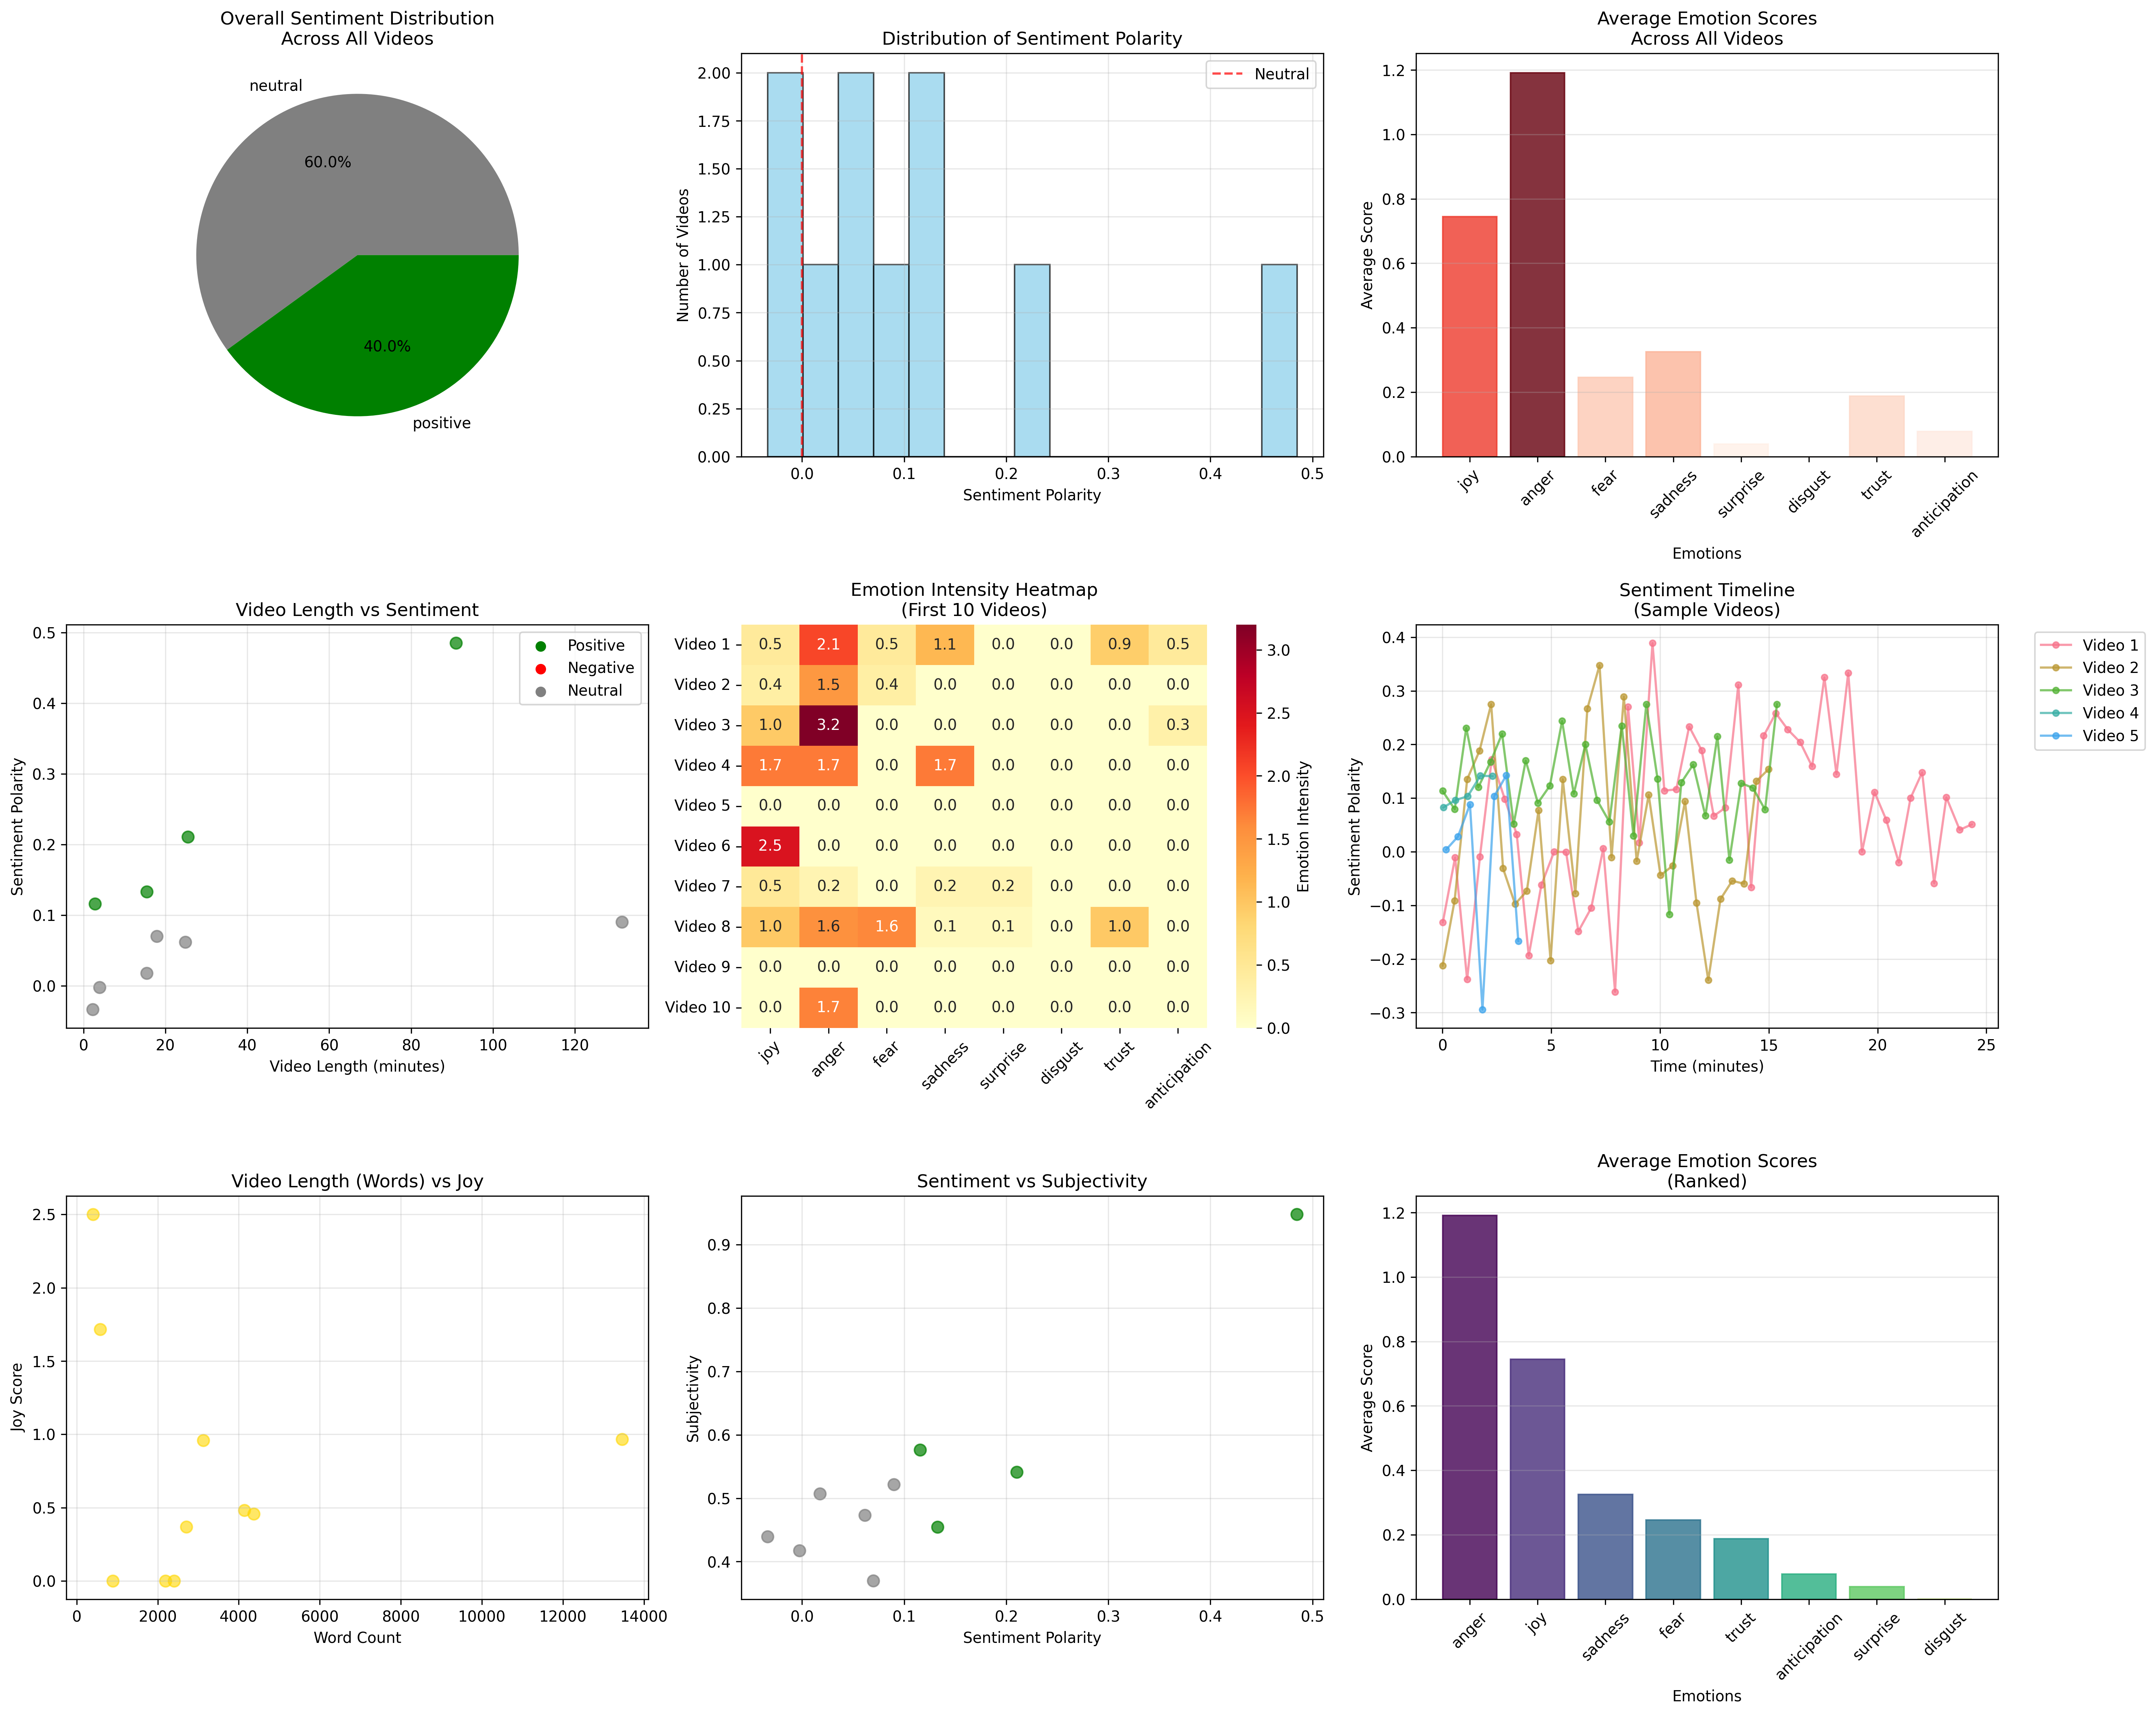 Overall Sentiment Distribution
Across All Videos
neutral
60.0%
40.0%
positive
Distribution of Sentiment Polarity
Neutral
2.00
1.75
1.50
1.25
1.00
0.75
0.50
0.25
0.00
Number of Videos
0.0 0.1 0.2 0.3 0.4 0.5
Sentiment Polarity
Average Emotion Scores
Across All Videos
1.2
1.0
0.8
0.6
0.4
0.2
0.0
Average Score
joy anger fear sadness surprise disgust trust anticipation
Emotions
Video Length vs Sentiment
Positive
Negative
Neutral
0.5
0.4
0.3
0.2
0.1
0.0
Sentiment Polarity
0 20 40 60 80 100 120
Video Length (minutes)
Emotion Intensity Heatmap
(First 10 Videos)
Video 1 0.5 2.1 0.5 1.1 0.0 0.0 0.9 0.5
Video 2 0.4 1.5 0.4 0.0 0.0 0.0 0.0 0.0
Video 3 1.0 3.2 0.0 0.0 0.0 0.0 0.0 0.3
Video 4 1.7 1.7 0.0 1.7 0.0 0.0 0.0 0.0
Video 5 0.0 0.0 0.0 0.0 0.0 0.0 0.0 0.0
Video 6 2.5 0.0 0.0 0.0 0.0 0.0 0.0 0.0
Video 7 0.5 0.2 0.0 0.2 0.2 0.0 0.0 0.0
Video 8 1.0 1.6 1.6 0.1 0.1 0.0 1.0 0.0
Video 9 0.0 0.0 0.0 0.0 0.0 0.0 0.0 0.0
Video 10 0.0 1.7 0.0 0.0 0.0 0.0 0.0 0.0
joy anger fear sadness surprise disgust trust anticipation
3.0
2.5
2.0
1.5
1.0
0.5
0.0
Emotion Intensity
Sentiment Timeline
(Sample Videos)
0.4
0.3
0.2
0.1
0.0
−0.1
−0.2
−0.3
Sentiment Polarity
0 5 10 15 20 25
Time (minutes)
Video 1
Video 2
Video 3
Video 4
Video 5
Video Length (Words) vs Joy
2.5
2.0
1.5
1.0
0.5
0.0
Joy Score
0 2000 4000 6000 8000 10000 12000 14000
Word Count
Sentiment vs Subjectivity
0.9
0.8
0.7
0.6
0.5
0.4
Subjectivity
0.0 0.1 0.2 0.3 0.4 0.5
Sentiment Polarity
Average Emotion Scores
(Ranked)
1.2
1.0
0.8
0.6
0.4
0.2
0.0
Average Score
anger joy sadness fear trust anticipation surprise disgust
Emotions